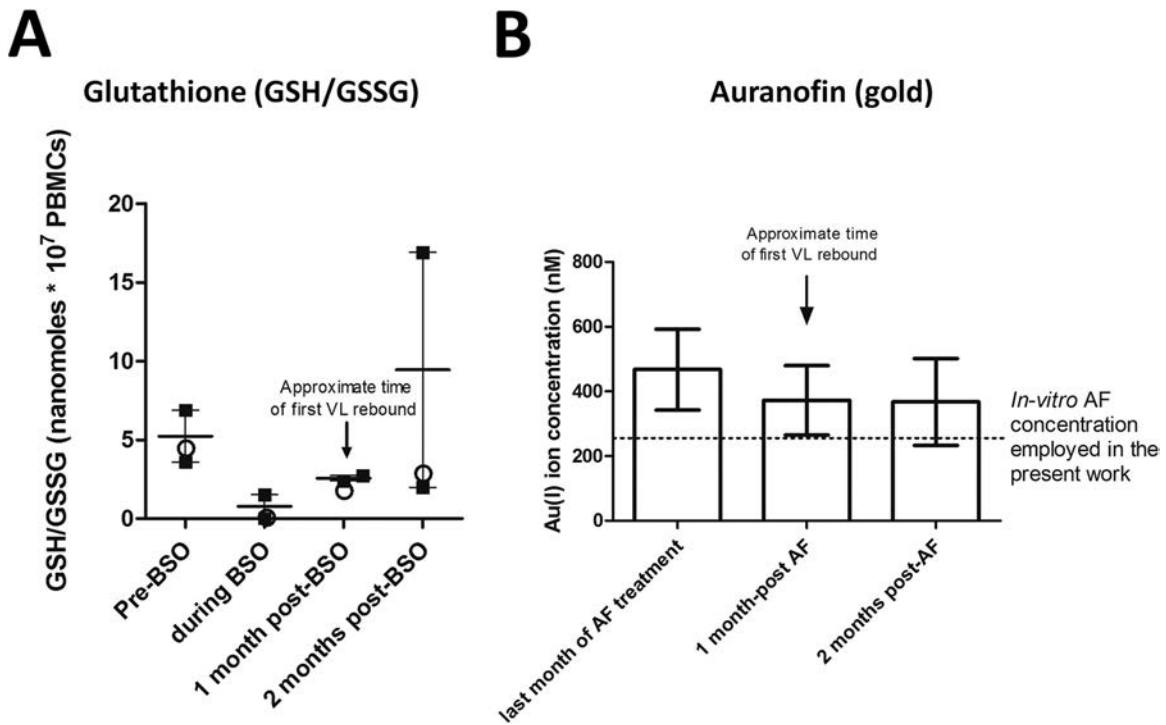 A
Glutathione (GSH/GSSG)
GSH/GSSG (nanomoles * 10⁷ PBMCs)
20
15
10
5
0
Approximate time
of first VL rebound
Pre-BSO
during BSO
1 month post-BSO
2 months post-BSO
B
Auranofin (gold)
Au(I) ion concentration (nM)
800
600
400
200
0
Approximate time
of first VL rebound
In-vitro AF
concentration
employed in the
present work
last month of AF treatment
1 month-post AF
2 months post-AF